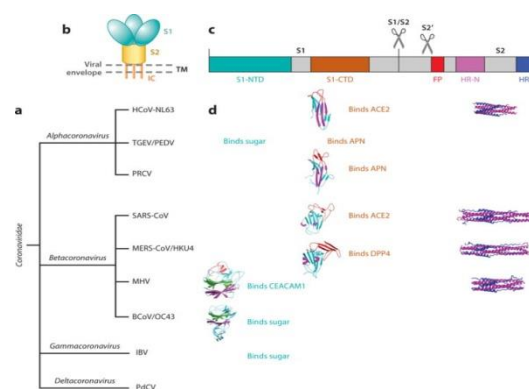 b
S1
S2
Viral
envelope
TM
IC
c
S1/S2
S2'
S1
S2
S1-NTD
S1-CTD
FP
HR-N
HR
a
d
Coronaviridae
Alphacoronavirus
HCoV-NL63
Binds ACE2
TGEV/PEDV
Binds sugar
Binds APN
PRCV
Binds APN
Betacoronavirus
SARS-CoV
Binds ACE2
MERS-CoV/HKU4
Binds DPP4
MHV
Binds CEACAM1
BCoV/OC43
Binds sugar
Gammacoronavirus
IBV
Binds sugar
Deltacoronavirus
PdCV